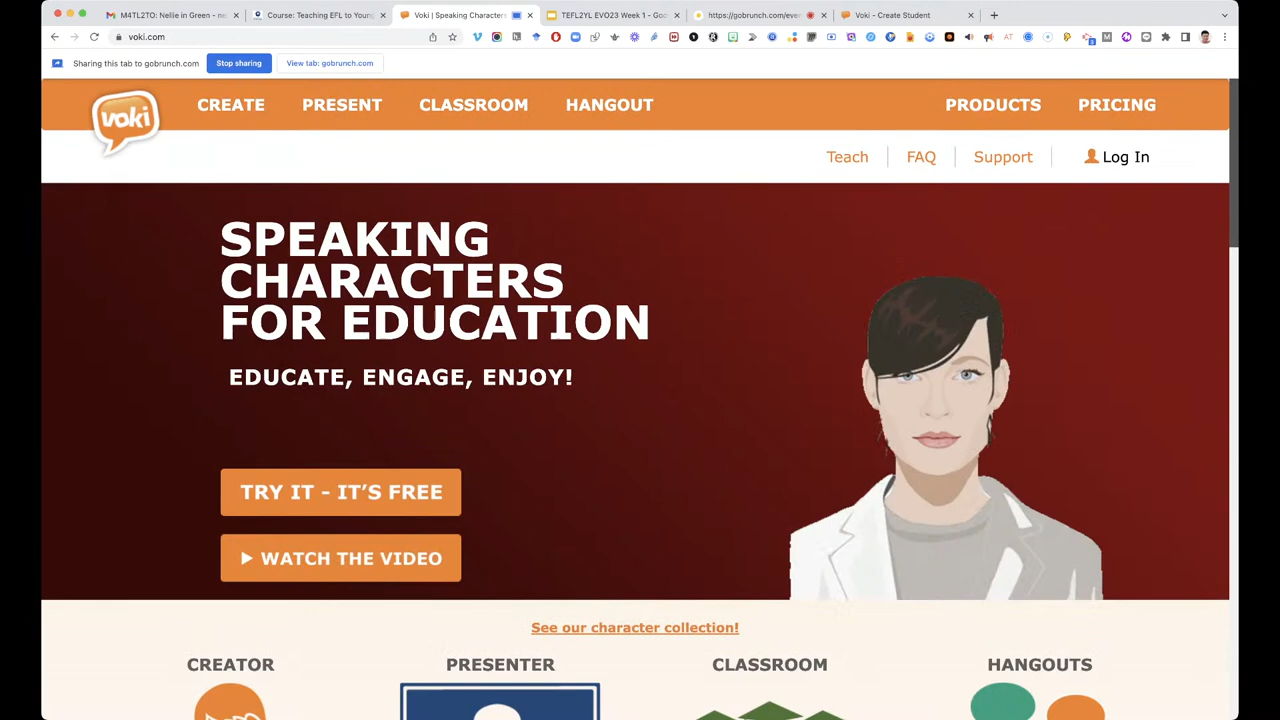 M4TL2TO: Nellie in Green - ne
Course: Teaching EFL to Young
Voki | Speaking Characters
TEFL2YL EVO23 Week 1 - Goo
https://gobrunch.com/even
Voki - Create Student
voki.com
Sharing this tab to gobrunch.com
Stop sharing
View tab: gobrunch.com
voki
CREATE
PRESENT
CLASSROOM
HANGOUT
PRODUCTS
PRICING
Teach
FAQ
Support
Log In
SPEAKING
CHARACTERS
FOR EDUCATION
EDUCATE, ENGAGE, ENJOY!
TRY IT - IT'S FREE
WATCH THE VIDEO
See our character collection!
CREATOR
PRESENTER
CLASSROOM
HANGOUTS